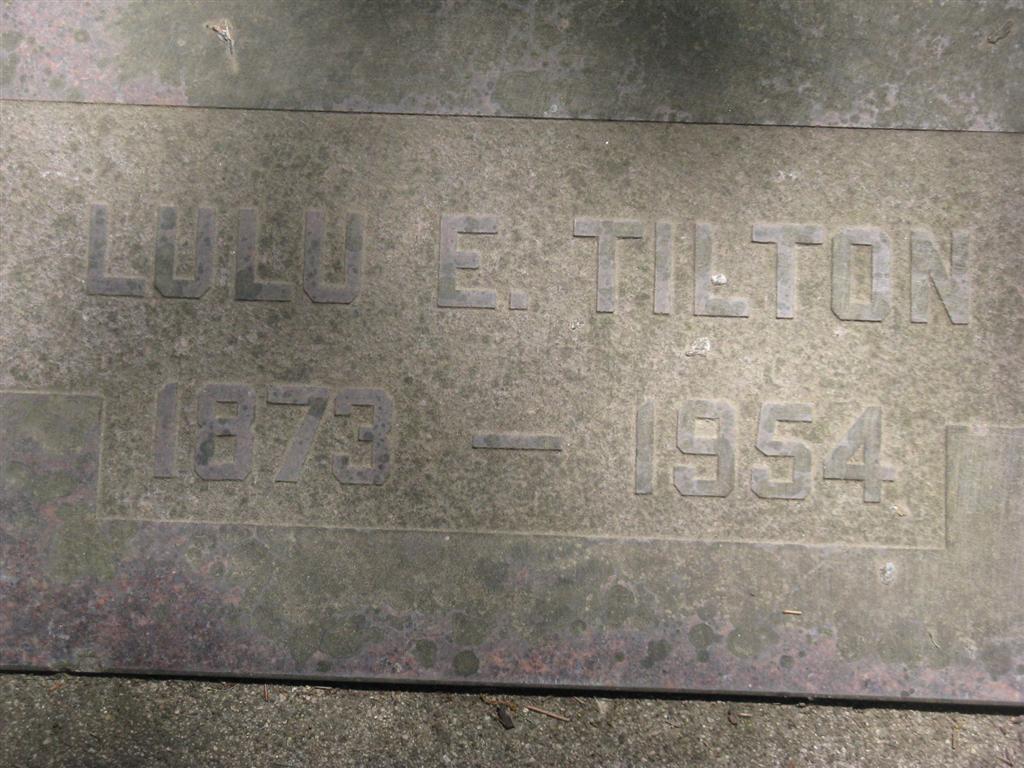 LULU E. TILTON
1873 — 1954